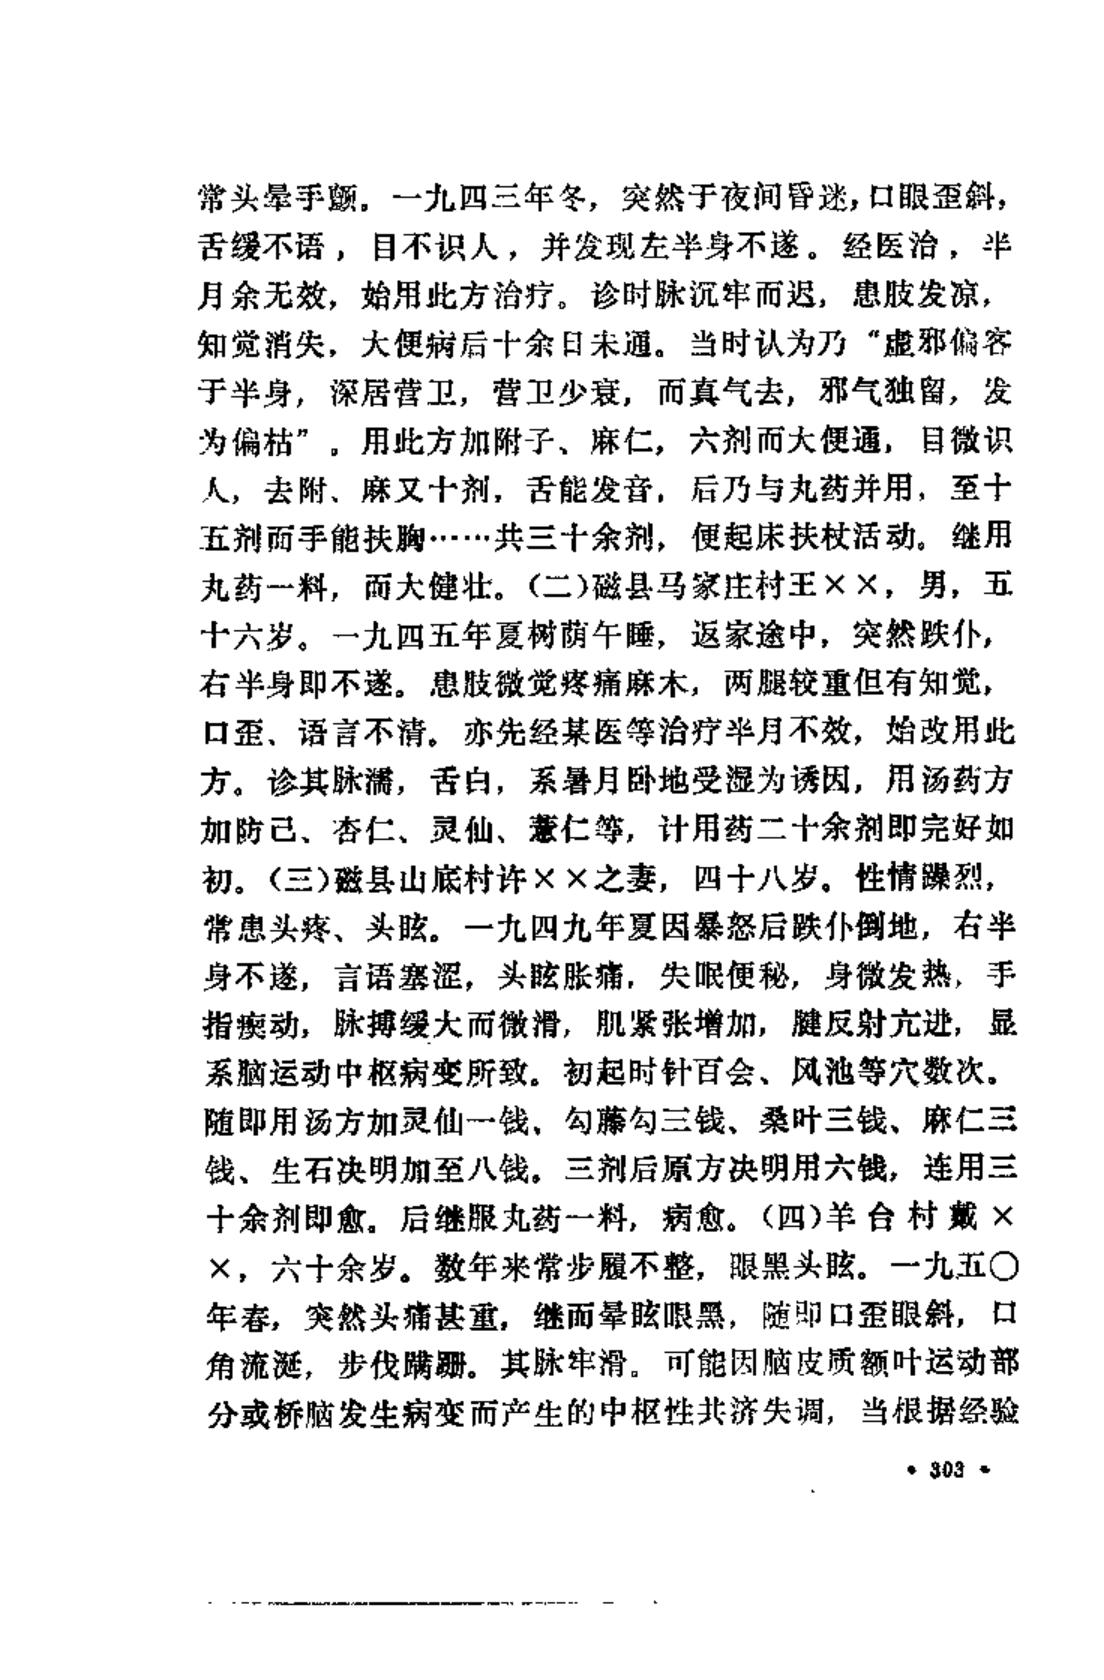 常头晕手颤。一九四三年冬，突然于夜间昏迷，口眼歪斜，
舌缓不语，目不识人，并发现左半身不遂。经医治，半
月余无效，始用此方治疗。诊时脉沉牢而迟，患肢发凉，
知觉消失，大便病后十余日未通。当时认为乃“虚邪偏客
于半身，深居营卫，营卫少衰，而真气去，邪气独留，发
为偏枯”。用此方加附子、麻仁，六剂而大便通，目微识
人，去附、麻又十剂，舌能发音，后乃与丸药并用，至十
五剂而手能扶胸……共三十余剂，便起床扶杖活动。继用
丸药一料，而大健壮。（二）磁县马家庄村王××，男，五
十六岁。一九四五年夏树荫午睡，返家途中，突然跌仆，
右半身即不遂。患肢微觉疼痛麻木，两腿较重但有知觉，
口歪、语言不清。亦先经某医等治疗半月不效，始改用此
方。诊其脉濡，舌白，系暑月卧地受湿为诱因，用汤药方
加防己、杏仁、灵仙、薏仁等，计用药二十余剂即完好如
初。（三）磁县山底村许××之妻，四十八岁。性情躁烈，
常患头疼、头眩。一九四九年夏因暴怒后跌仆倒地，右半
身不遂，言语塞涩，头眩胀痛，失眠便秘，身微发热，手
指瘈动，脉搏缓大而微滑，肌紧张增加，腱反射亢进，显
系脑运动中枢病变所致。初起时针百会、风池等穴数次。
随即用汤方加灵仙一钱、勾藤勾三钱、桑叶三钱、麻仁三
钱、生石决明加至八钱。三剂后原方决明用六钱，连用三
十余剂即愈。后继服丸药一料，病愈。（四）羊台村戴×
×，六十余岁。数年来常步履不整，眼黑头眩。一九五〇
年春，突然头痛甚重，继而晕眩眼黑，随即口歪眼斜，口
角流涎，步伐蹒跚。其脉牢滑。可能因脑皮质额叶运动部
分或桥脑发生病变而产生的中枢性共济失调，当根据经验
• 303 •